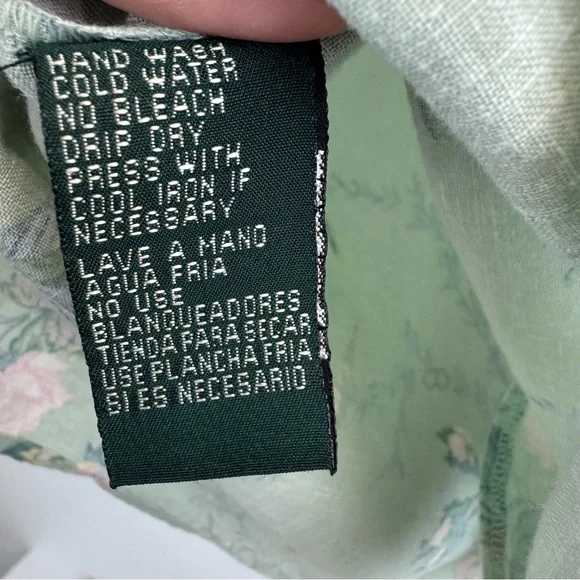 HAND WASH
COLD WATER
NO BLEACH
DRIP DRY
PRESS WITH
COOL IRON IF
NECESSARY
LAVE A MANO
AGUA FRIA
NO USE
BLANQUEADORES
TIENDA PARA SECAR
USE PLANCHA FRIA
SI ES NECESARIO